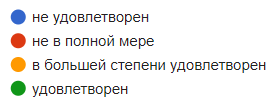 не удовлетворен
не в полной мере
в большей степени удовлетворен
удовлетворен